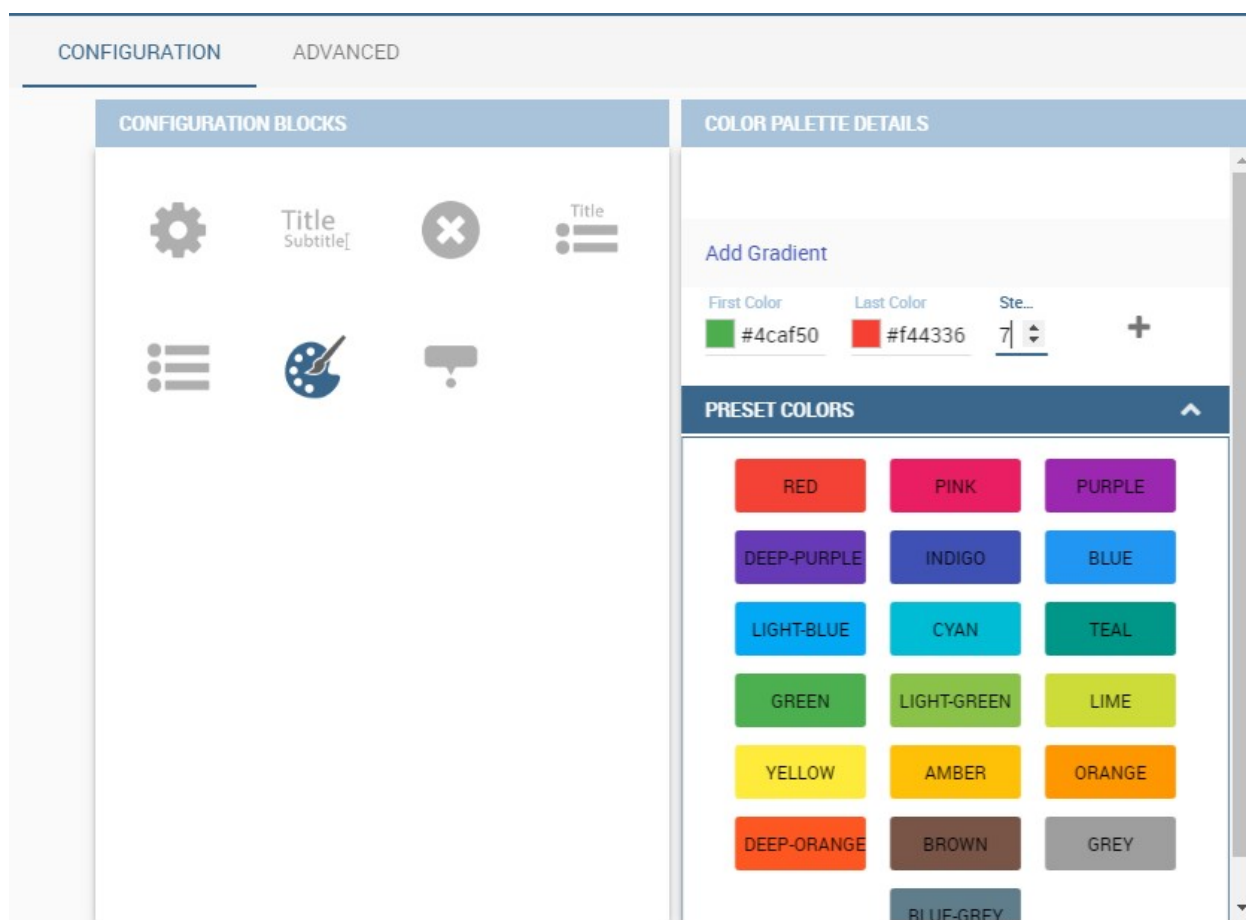 CONFIGURATION ADVANCED
CONFIGURATION BLOCKS
Title
Subtitle[
Title
COLOR PALETTE DETAILS
Add Gradient
First Color Last Color Ste...
#4caf50 #f44336 7
PRESET COLORS
RED PINK PURPLE
DEEP-PURPLE INDIGO BLUE
LIGHT-BLUE CYAN TEAL
GREEN LIGHT-GREEN LIME
YELLOW AMBER ORANGE
DEEP-ORANGE BROWN GREY
BLUE-GREY